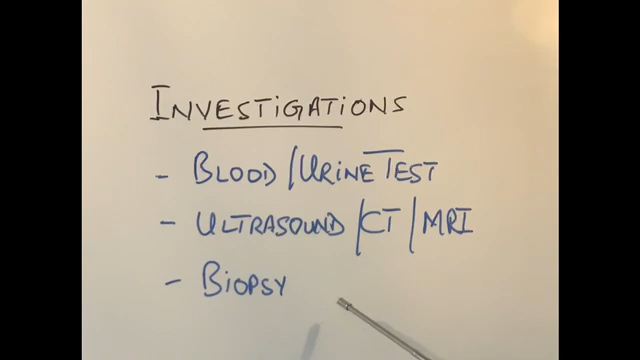 INVESTIGATIONS
- BLOOD/URINE TEST
- ULTRASOUND/CT/MRI
- BIOPSY